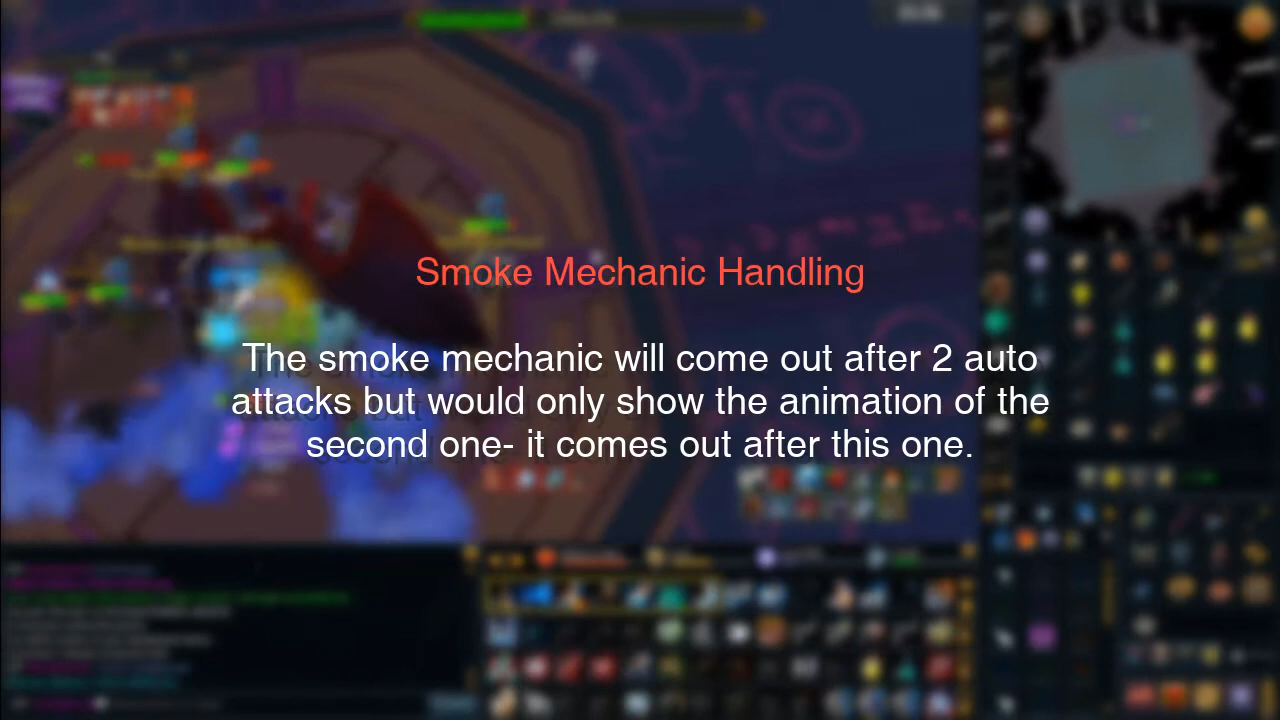 Smoke Mechanic Handling
The smoke mechanic will come out after 2 auto
attacks but would only show the animation of the
second one- it comes out after this one.